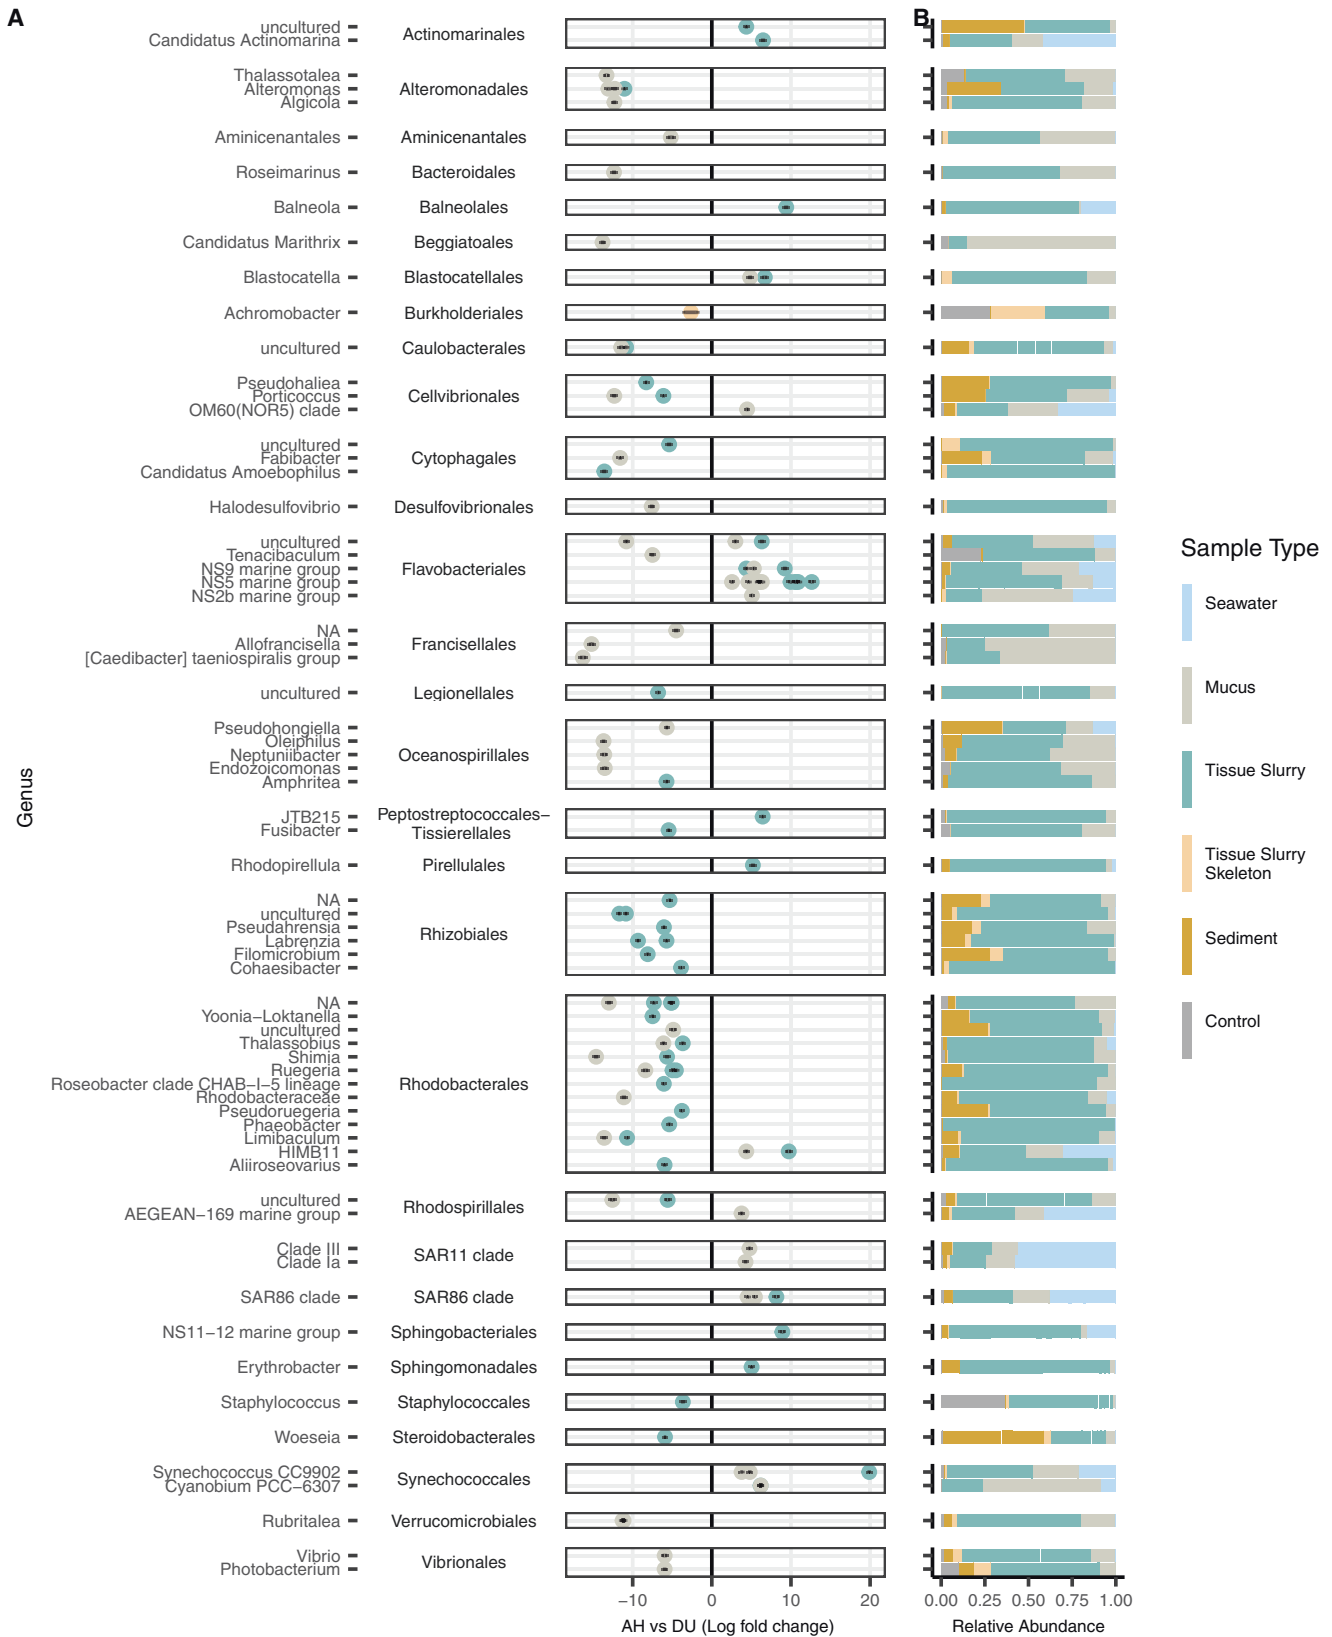 A
B
uncultured
Candidatus Actinomarina
Actinomarinales
Thalassotalea
Alteromonas
Algicola
Alteromonadales
Aminicenantales
Aminicenantales
Roseimarinus
Bacteroidales
Balneola
Balneolales
Candidatus Marithrix
Beggiatoales
Blastocatella
Blastocatellales
Achromobacter
Burkholderiales
uncultured
Caulobacterales
Pseudohaliea
Porticoccus
OM60(NOR5) clade
Cellvibrionales
uncultured
Fabibacter
Candidatus Amoebophilus
Cytophagales
Halodesulfovibrio
Desulfovibrionales
uncultured
Tenacibaculum
NS9 marine group
NS5 marine group
NS2b marine group
Flavobacteriales
NA
Allofrancisella
[Caedibacter] taeniospiralis group
Francisellales
uncultured
Legionellales
Pseudohongiella
Oleiphilus
Neptuniibacter
Endozoicomonas
Amphritea
Oceanospirillales
JTB215
Fusibacter
Peptostreptococcales−
Tissierellales
Rhodopirellula
Pirellulales
NA
uncultured
Pseudahrensia
Labrenzia
Filomicrobium
Cohaesibacter
Rhizobiales
NA
Yoonia−Loktanella
uncultured
Thalassobius
Shimia
Ruegeria
Roseobacter clade CHAB−I−5 lineage
Rhodobacteraceae
Pseudoruegeria
Phaeobacter
Limibaculum
HIMB11
Aliiroseovarius
Rhodobacterales
uncultured
AEGEAN−169 marine group
Rhodospirillales
Clade III
Clade Ia
SAR11 clade
SAR86 clade
SAR86 clade
NS11−12 marine group
Sphingobacteriales
Erythrobacter
Sphingomonadales
Staphylococcus
Staphylococcales
Woeseia
Steroidobacterales
Synechococcus CC9902
Cyanobium PCC−6307
Synechococcales
Rubritalea
Verrucomicrobiales
Vibrio
Photobacterium
Vibrionales
Genus
−10 0 10 20
AH vs DU (Log fold change)
0.00 0.25 0.50 0.75 1.00
Relative Abundance
Sample Type
Seawater
Mucus
Tissue Slurry
Tissue Slurry
Skeleton
Sediment
Control